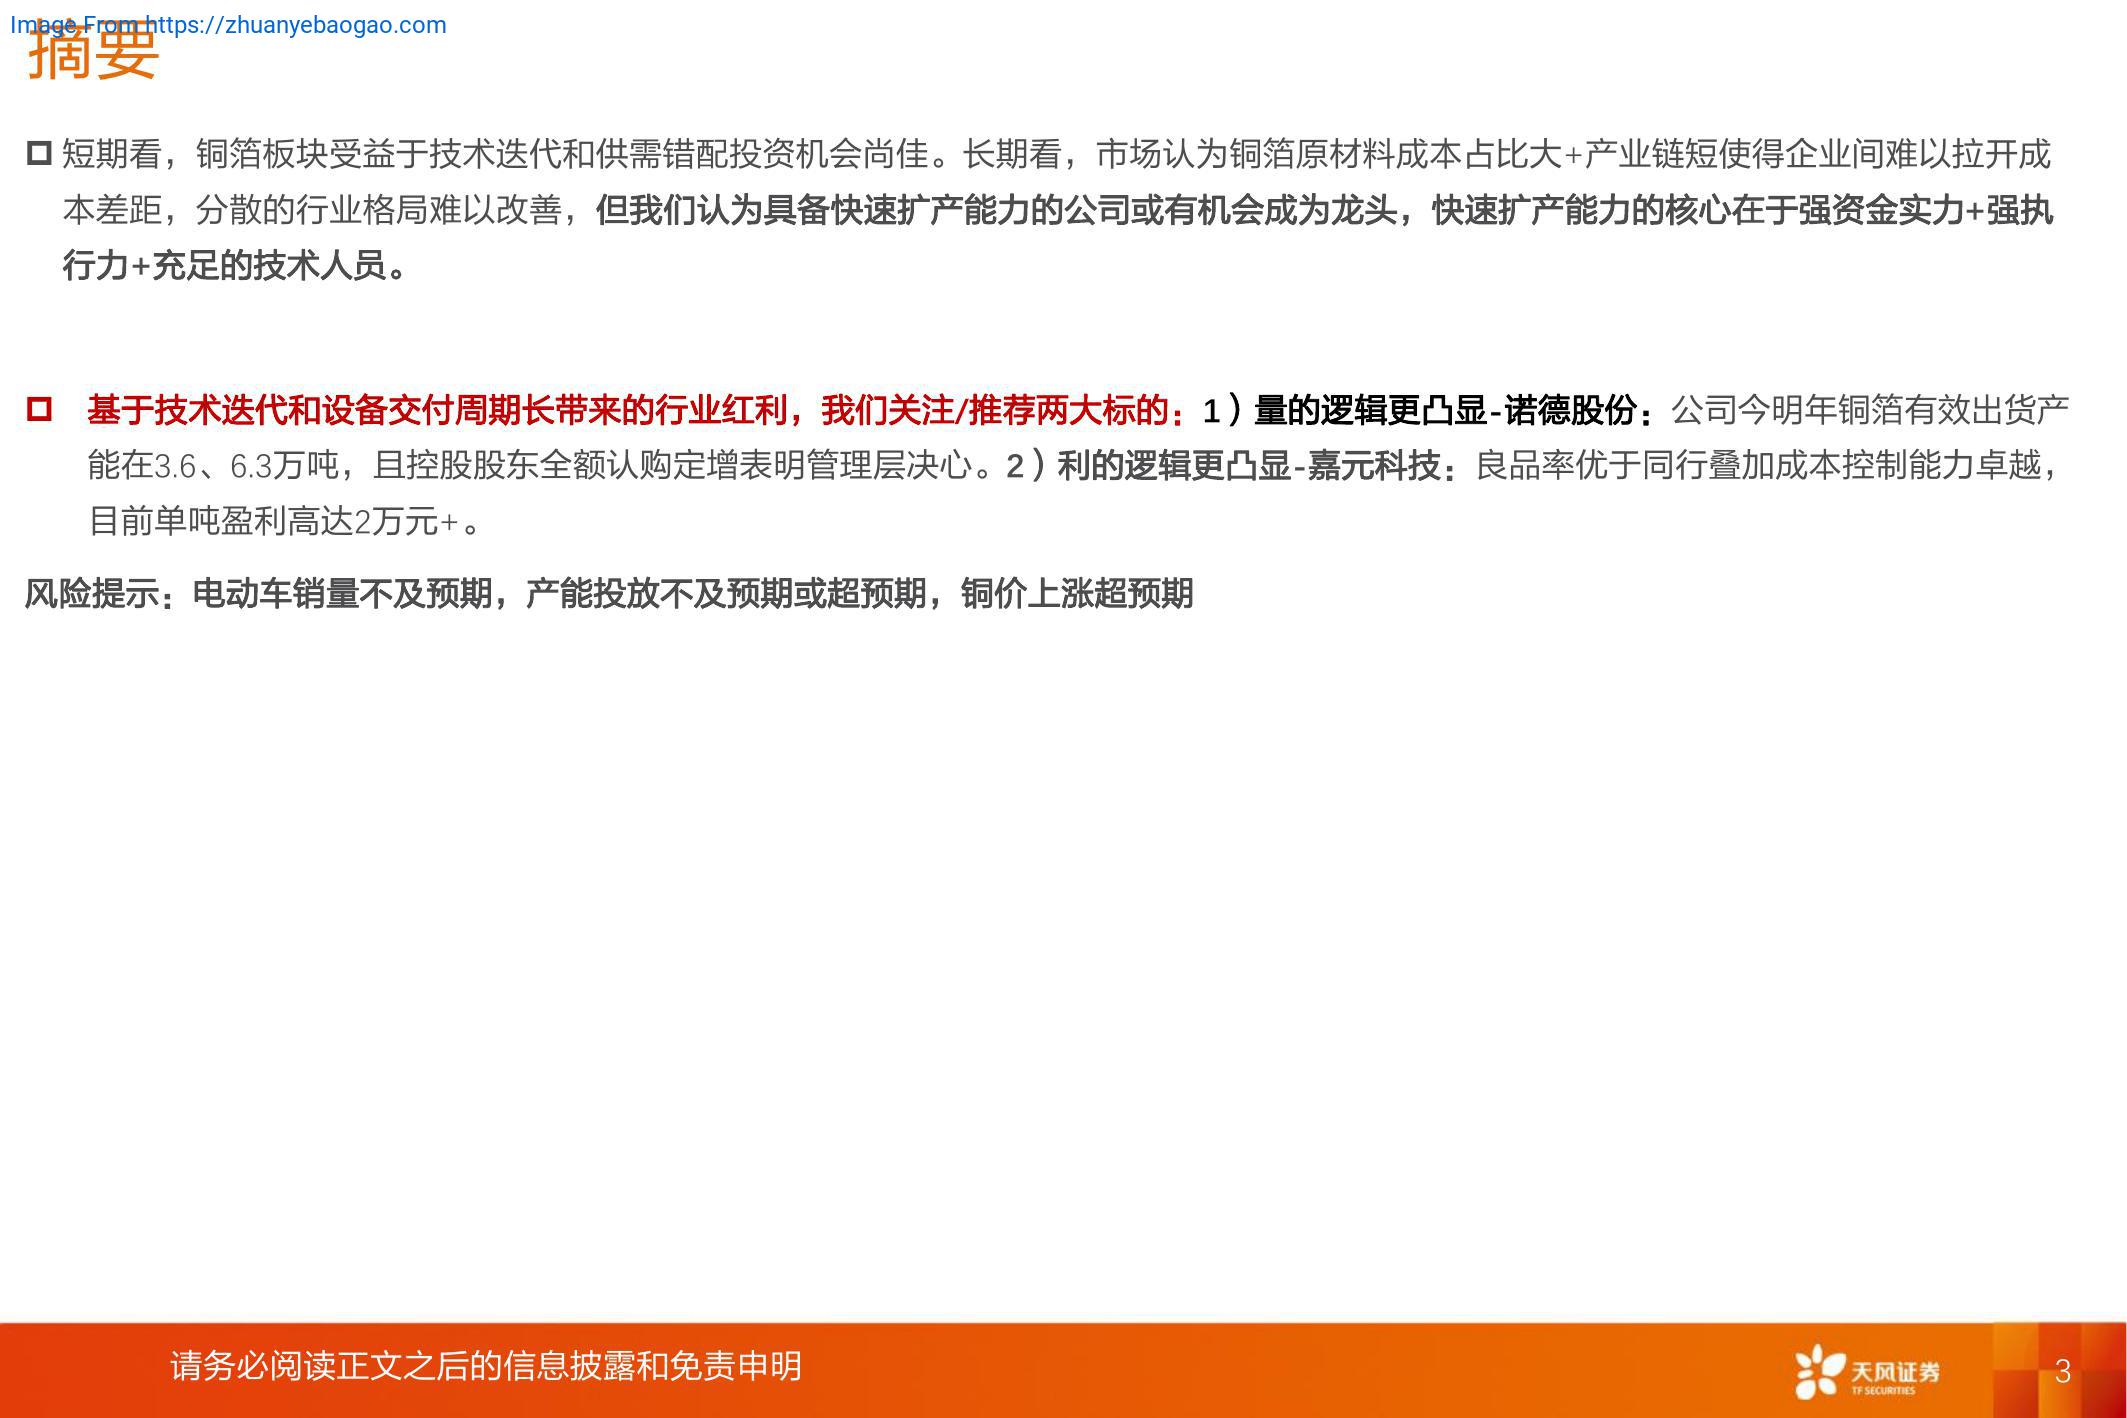 Image From https://zhuanyebaogao.com
摘要
短期看，铜箔板块受益于技术迭代和供需错配投资机会尚佳。长期看，市场认为铜箔原材料成本占比大+产业链短使得企业间难以拉开成
本差距，分散的行业格局难以改善，但我们认为具备快速扩产能力的公司或有机会成为龙头，快速扩产能力的核心在于强资金实力+强执
行力+充足的技术人员。
基于技术迭代和设备交付周期长带来的行业红利，我们关注/推荐两大标的：1）量的逻辑更凸显-诺德股份：公司今明年铜箔有效出货产
能在3.6、6.3万吨，且控股股东全额认购定增表明管理层决心。2）利的逻辑更凸显-嘉元科技：良品率优于同行叠加成本控制能力卓越，
目前单吨盈利高达2万元+。
风险提示：电动车销量不及预期，产能投放不及预期或超预期，铜价上涨超预期
请务必阅读正文之后的信息披露和免责申明
天风证券
TF SECURITIES
3